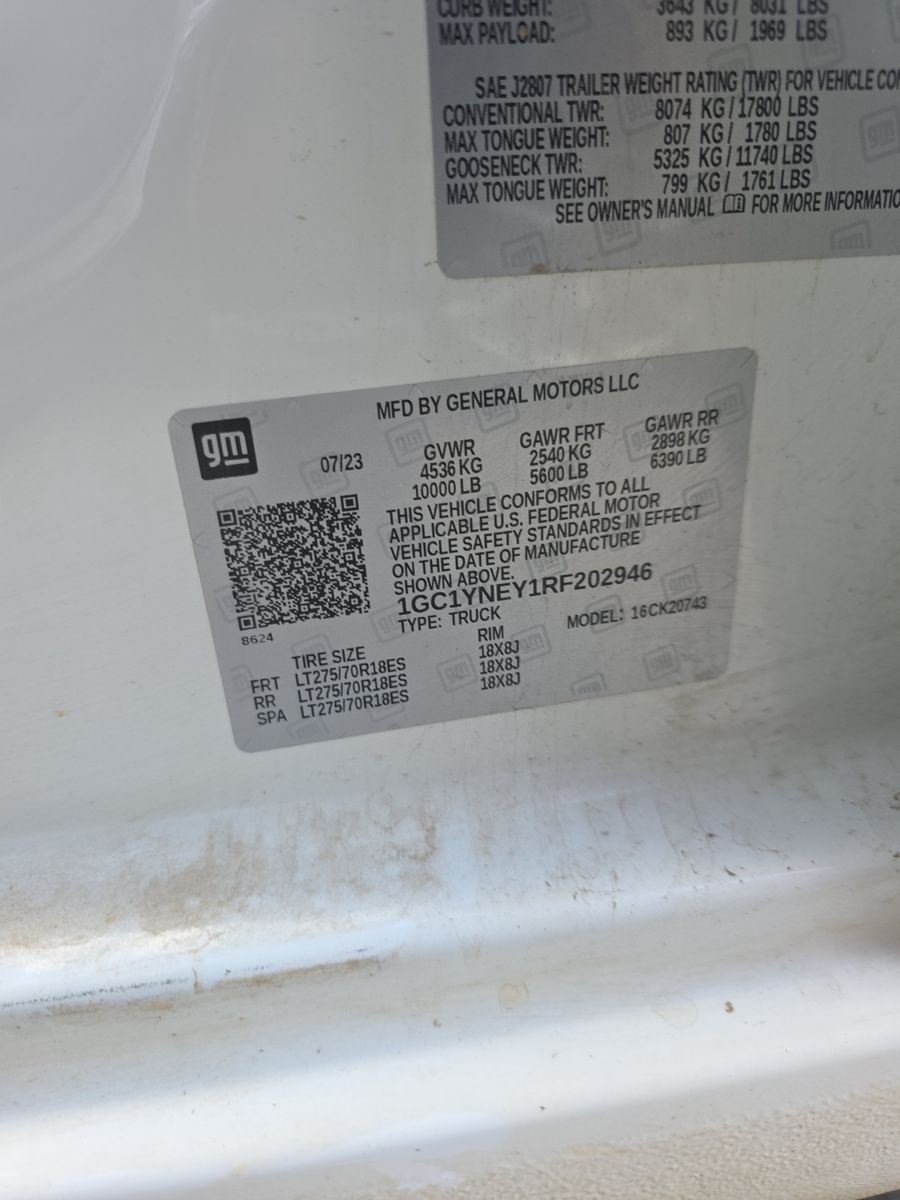 CURB WEIGHT: 3643 KG / 8031 LBS
MAX PAYLOAD: 893 KG / 1969 LBS
SAE J2807 TRAILER WEIGHT RATING (TWR) FOR VEHICLE CO
CONVENTIONAL TWR: 8074 KG / 17800 LBS
MAX TONGUE WEIGHT: 807 KG / 1780 LBS
GOOSENECK TWR: 5325 KG / 11740 LBS
MAX TONGUE WEIGHT: 799 KG / 1761 LBS
SEE OWNER'S MANUAL FOR MORE INFORMATIO
MFD BY GENERAL MOTORS LLC
gm
07/23
GVWR GAWR FRT GAWR RR
4536 KG 2540 KG 2898 KG
10000 LB 5600 LB 6390 LB
THIS VEHICLE CONFORMS TO ALL
APPLICABLE U.S. FEDERAL MOTOR
VEHICLE SAFETY STANDARDS IN EFFECT
ON THE DATE OF MANUFACTURE
SHOWN ABOVE.
1GC1YNEY1RF202946
TYPE: TRUCK MODEL: 16CK20743
8624
TIRE SIZE RIM
FRT LT275/70R18ES 18X8J
RR LT275/70R18ES 18X8J
SPA LT275/70R18ES 18X8J